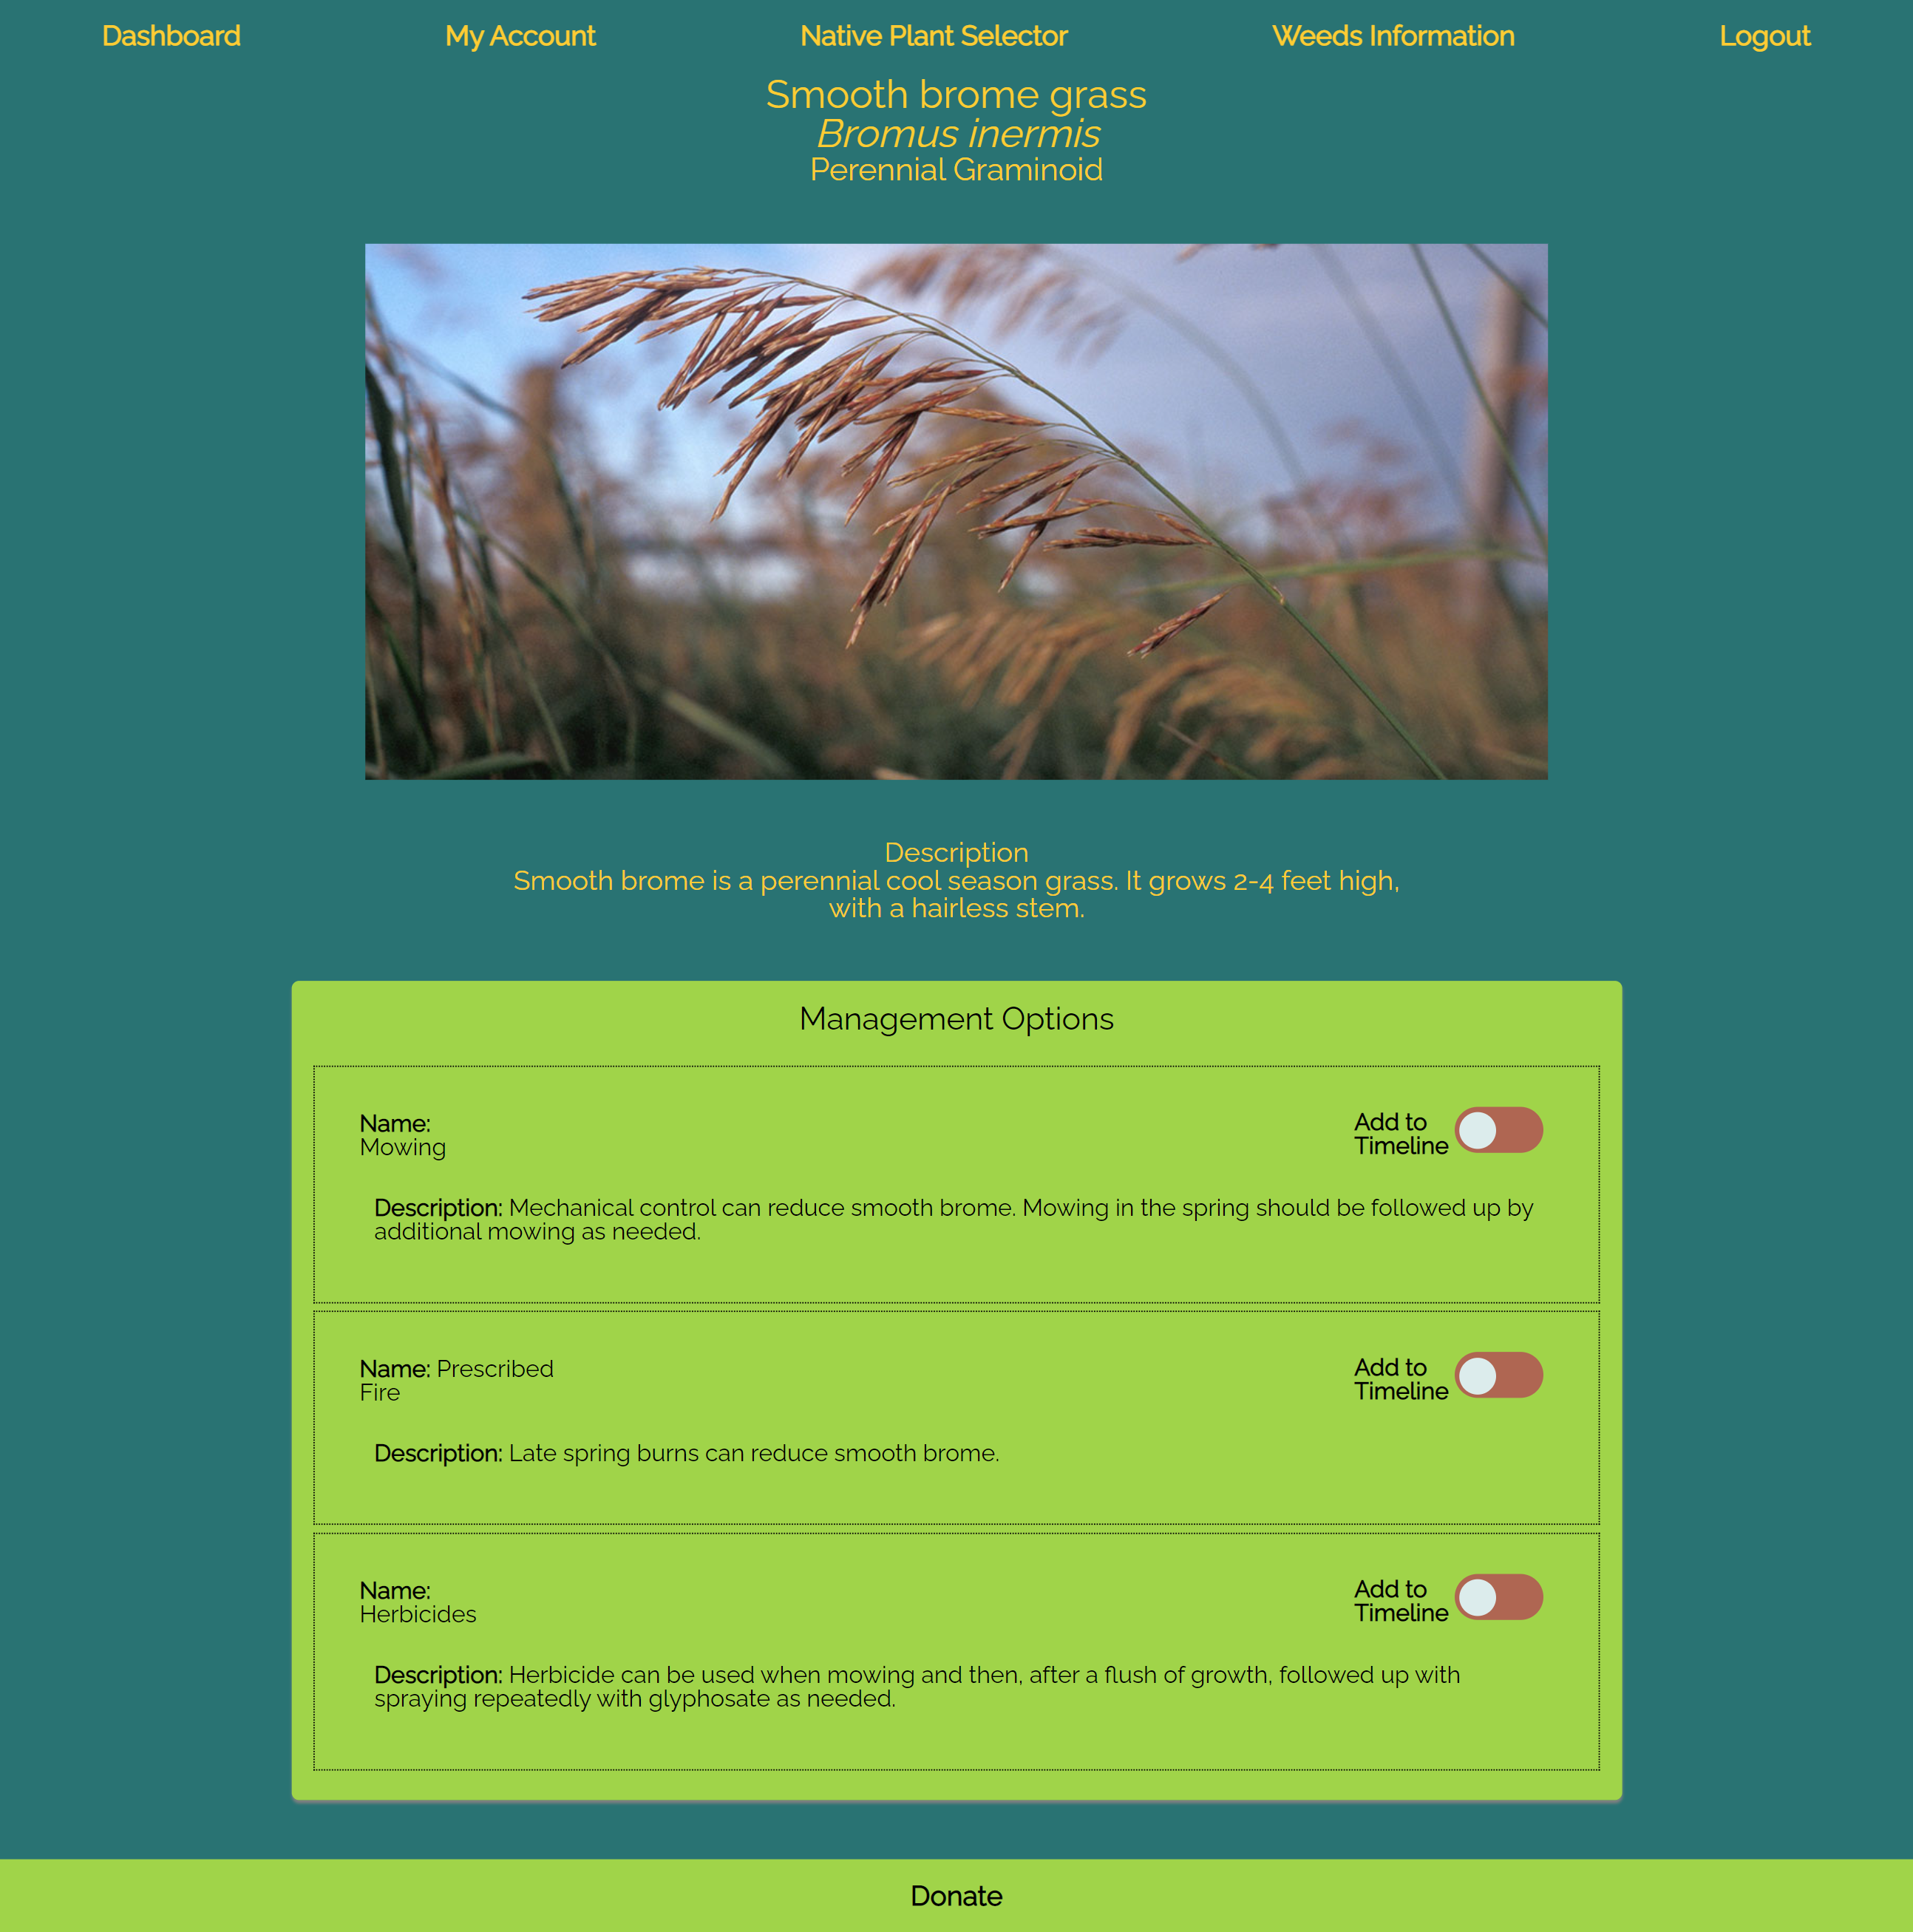 Dashboard
My Account
Native Plant Selector
Weeds Information
Logout
Smooth brome grass
Bromus inermis
Perennial Graminoid
Description
Smooth brome is a perennial cool season grass. It grows 2-4 feet high,
with a hairless stem.
Management Options
Name:
Mowing
Add to
Timeline
Description: Mechanical control can reduce smooth brome. Mowing in the spring should be followed up by
additional mowing as needed.
Name: Prescribed
Fire
Add to
Timeline
Description: Late spring burns can reduce smooth brome.
Name:
Herbicides
Add to
Timeline
Description: Herbicide can be used when mowing and then, after a flush of growth, followed up with
spraying repeatedly with glyphosate as needed.
Donate